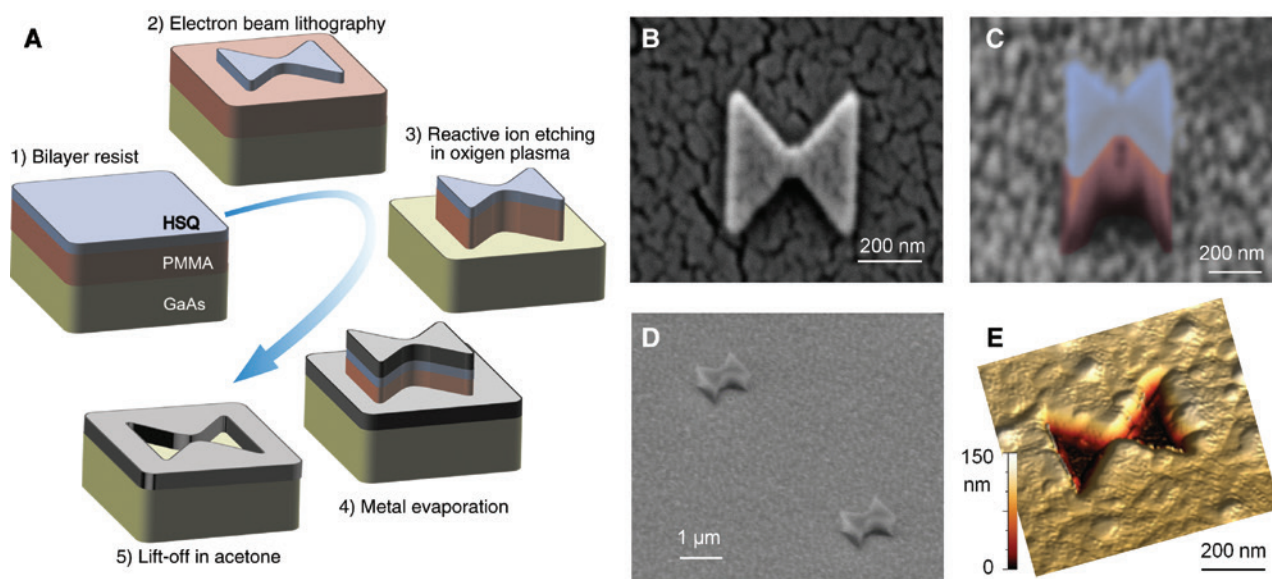 A
2) Electron beam lithography
1) Bilayer resist
HSQ
PMMA
GaAs
3) Reactive ion etching
in oxigen plasma
4) Metal evaporation
5) Lift-off in acetone
B
200 nm
C
200 nm
D
1 µm
E
150
nm
0
200 nm